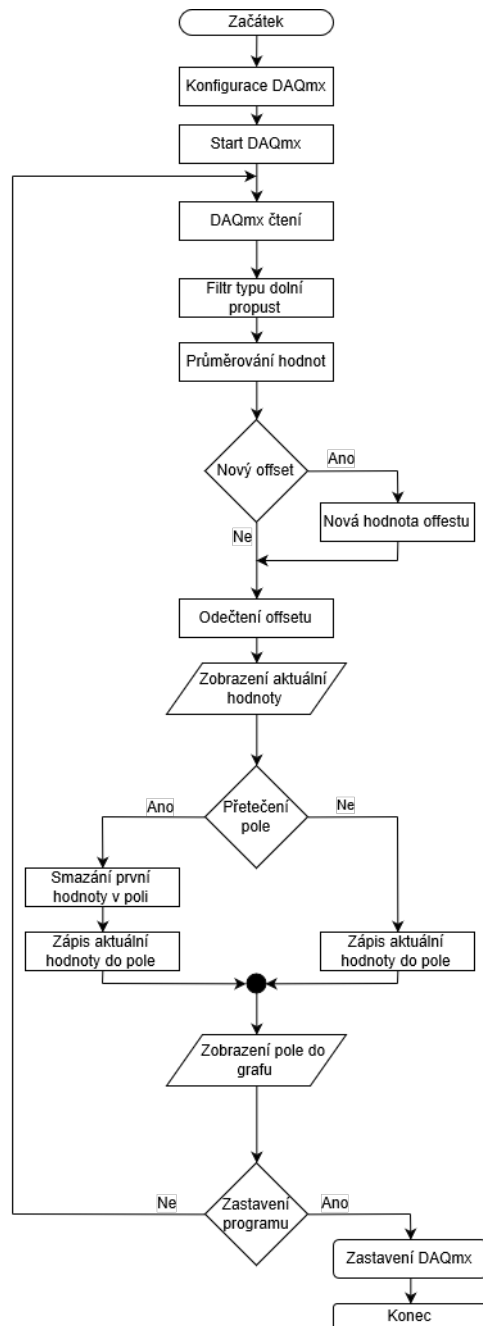 Začátek
Konfigurace DAQmx
Start DAQmx
DAQmx čtení
Filtr typu dolní
propust
Průměrování hodnot
Nový offset
Ano
Nová hodnota offestu
Ne
Odečtení offsetu
Zobrazení aktuální
hodnoty
Přetečení
pole
Ano
Ne
Smazání první
hodnoty v poli
Zápis aktuální
hodnoty do pole
Zápis aktuální
hodnoty do pole
Zobrazení pole do
grafu
Zastavení
programu
Ne
Ano
Zastavení DAQmx
Konec